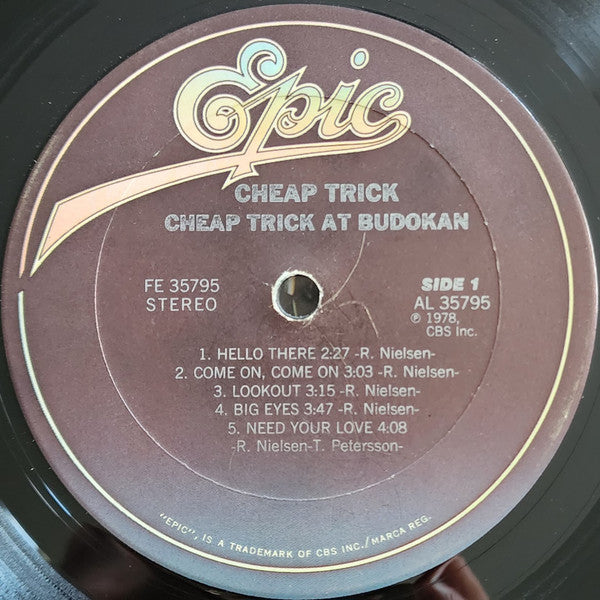 Epic
CHEAP TRICK
CHEAP TRICK AT BUDOKAN
FE 35795
STEREO
SIDE 1
AL 35795
℗ 1978,
CBS Inc.
1. HELLO THERE 2:27 -R. Nielsen-
2. COME ON, COME ON 3:03 -R. Nielsen-
3. LOOKOUT 3:15 -R. Nielsen-
4. BIG EYES 3:47 -R. Nielsen-
5. NEED YOUR LOVE 4:08
-R. Nielsen-T. Petersson-
"EPIC", IS A TRADEMARK OF CBS INC./MARCA REG.